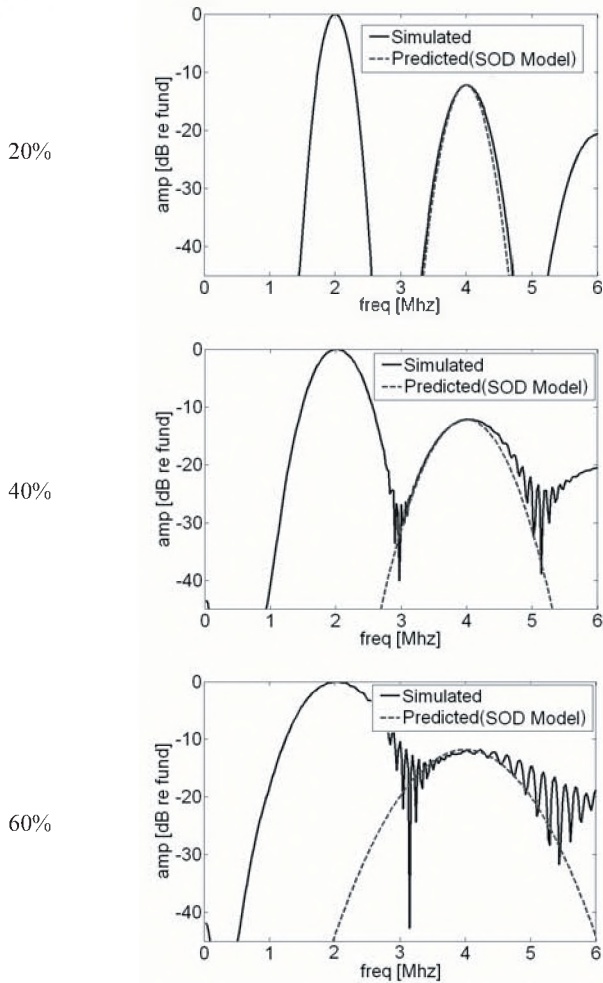 20%
Simulated
Predicted(SOD Model)
amp [dB re fund]
0
-10
-20
-30
-40
0 1 2 3 4 5 6
freq [Mhz]
40%
Simulated
Predicted(SOD Model)
amp [dB re fund]
0
-10
-20
-30
-40
0 1 2 3 4 5 6
freq [Mhz]
60%
Simulated
Predicted(SOD Model)
amp [dB re fund]
0
-10
-20
-30
-40
0 1 2 3 4 5 6
freq [Mhz]